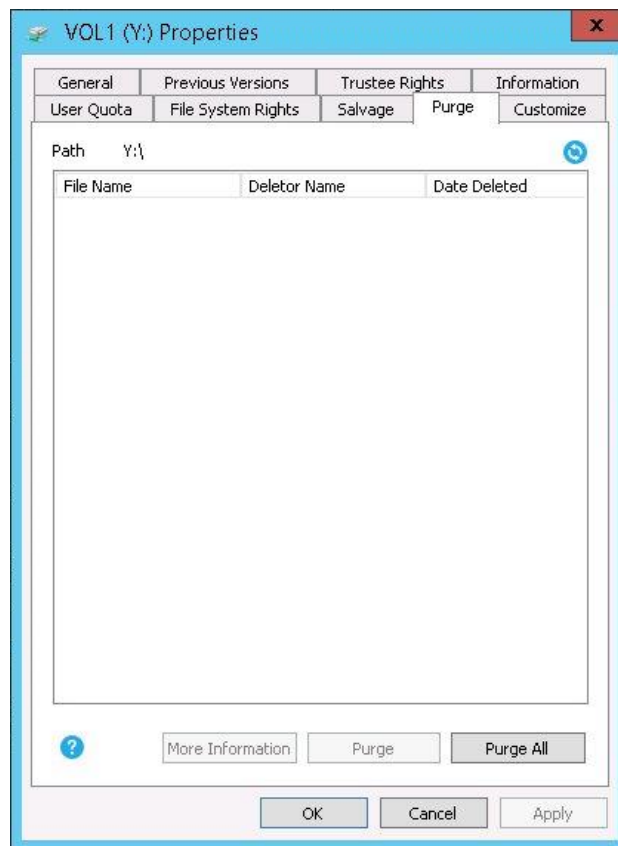 VOL1 (Y:) Properties
x
General Previous Versions Trustee Rights Information
User Quota File System Rights Salvage Purge Customize
Path Y:\
File Name Deletor Name Date Deleted
? More Information Purge Purge All
OK Cancel Apply